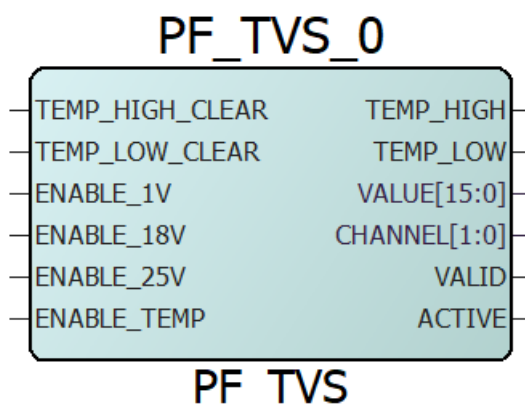 PF_TVS_0
TEMP_HIGH_CLEAR TEMP_HIGH
TEMP_LOW_CLEAR TEMP_LOW
ENABLE_1V VALUE[15:0]
ENABLE_18V CHANNEL[1:0]
ENABLE_25V VALID
ENABLE_TEMP ACTIVE
PF_TVS